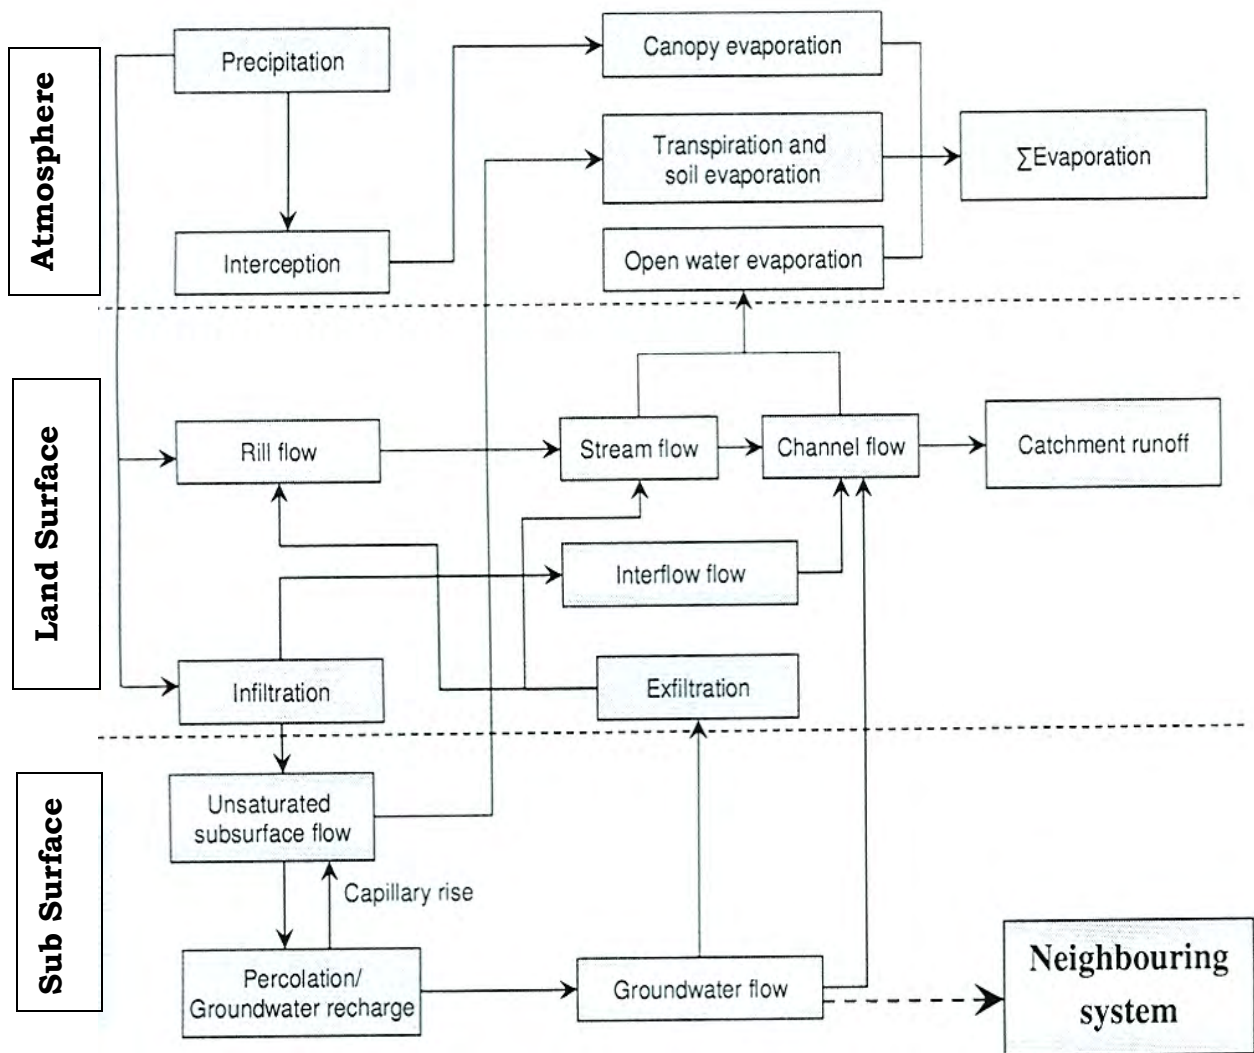 Atmosphere
Precipitation
Canopy evaporation
Transpiration and
soil evaporation
∑Evaporation
Interception
Open water evaporation
Land Surface
Rill flow
Stream flow
Channel flow
Catchment runoff
Interflow flow
Infiltration
Exfiltration
Sub Surface
Unsaturated
subsurface flow
Capillary rise
Percolation/
Groundwater recharge
Groundwater flow
Neighbouring
system